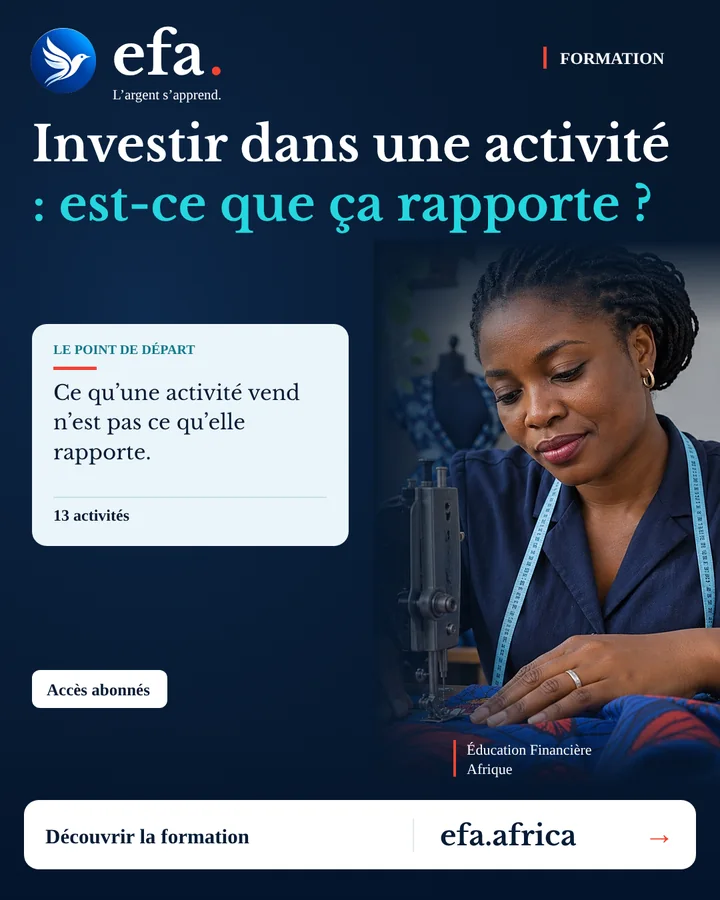 efa.
L’argent s’apprend.
FORMATION
Investir dans une activité
: est-ce que ça rapporte ?
LE POINT DE DÉPART
Ce qu’une activité vend
n’est pas ce qu’elle
rapporte.
13 activités
Accès abonnés
Éducation Financière
Afrique
Découvrir la formation
efa.africa →